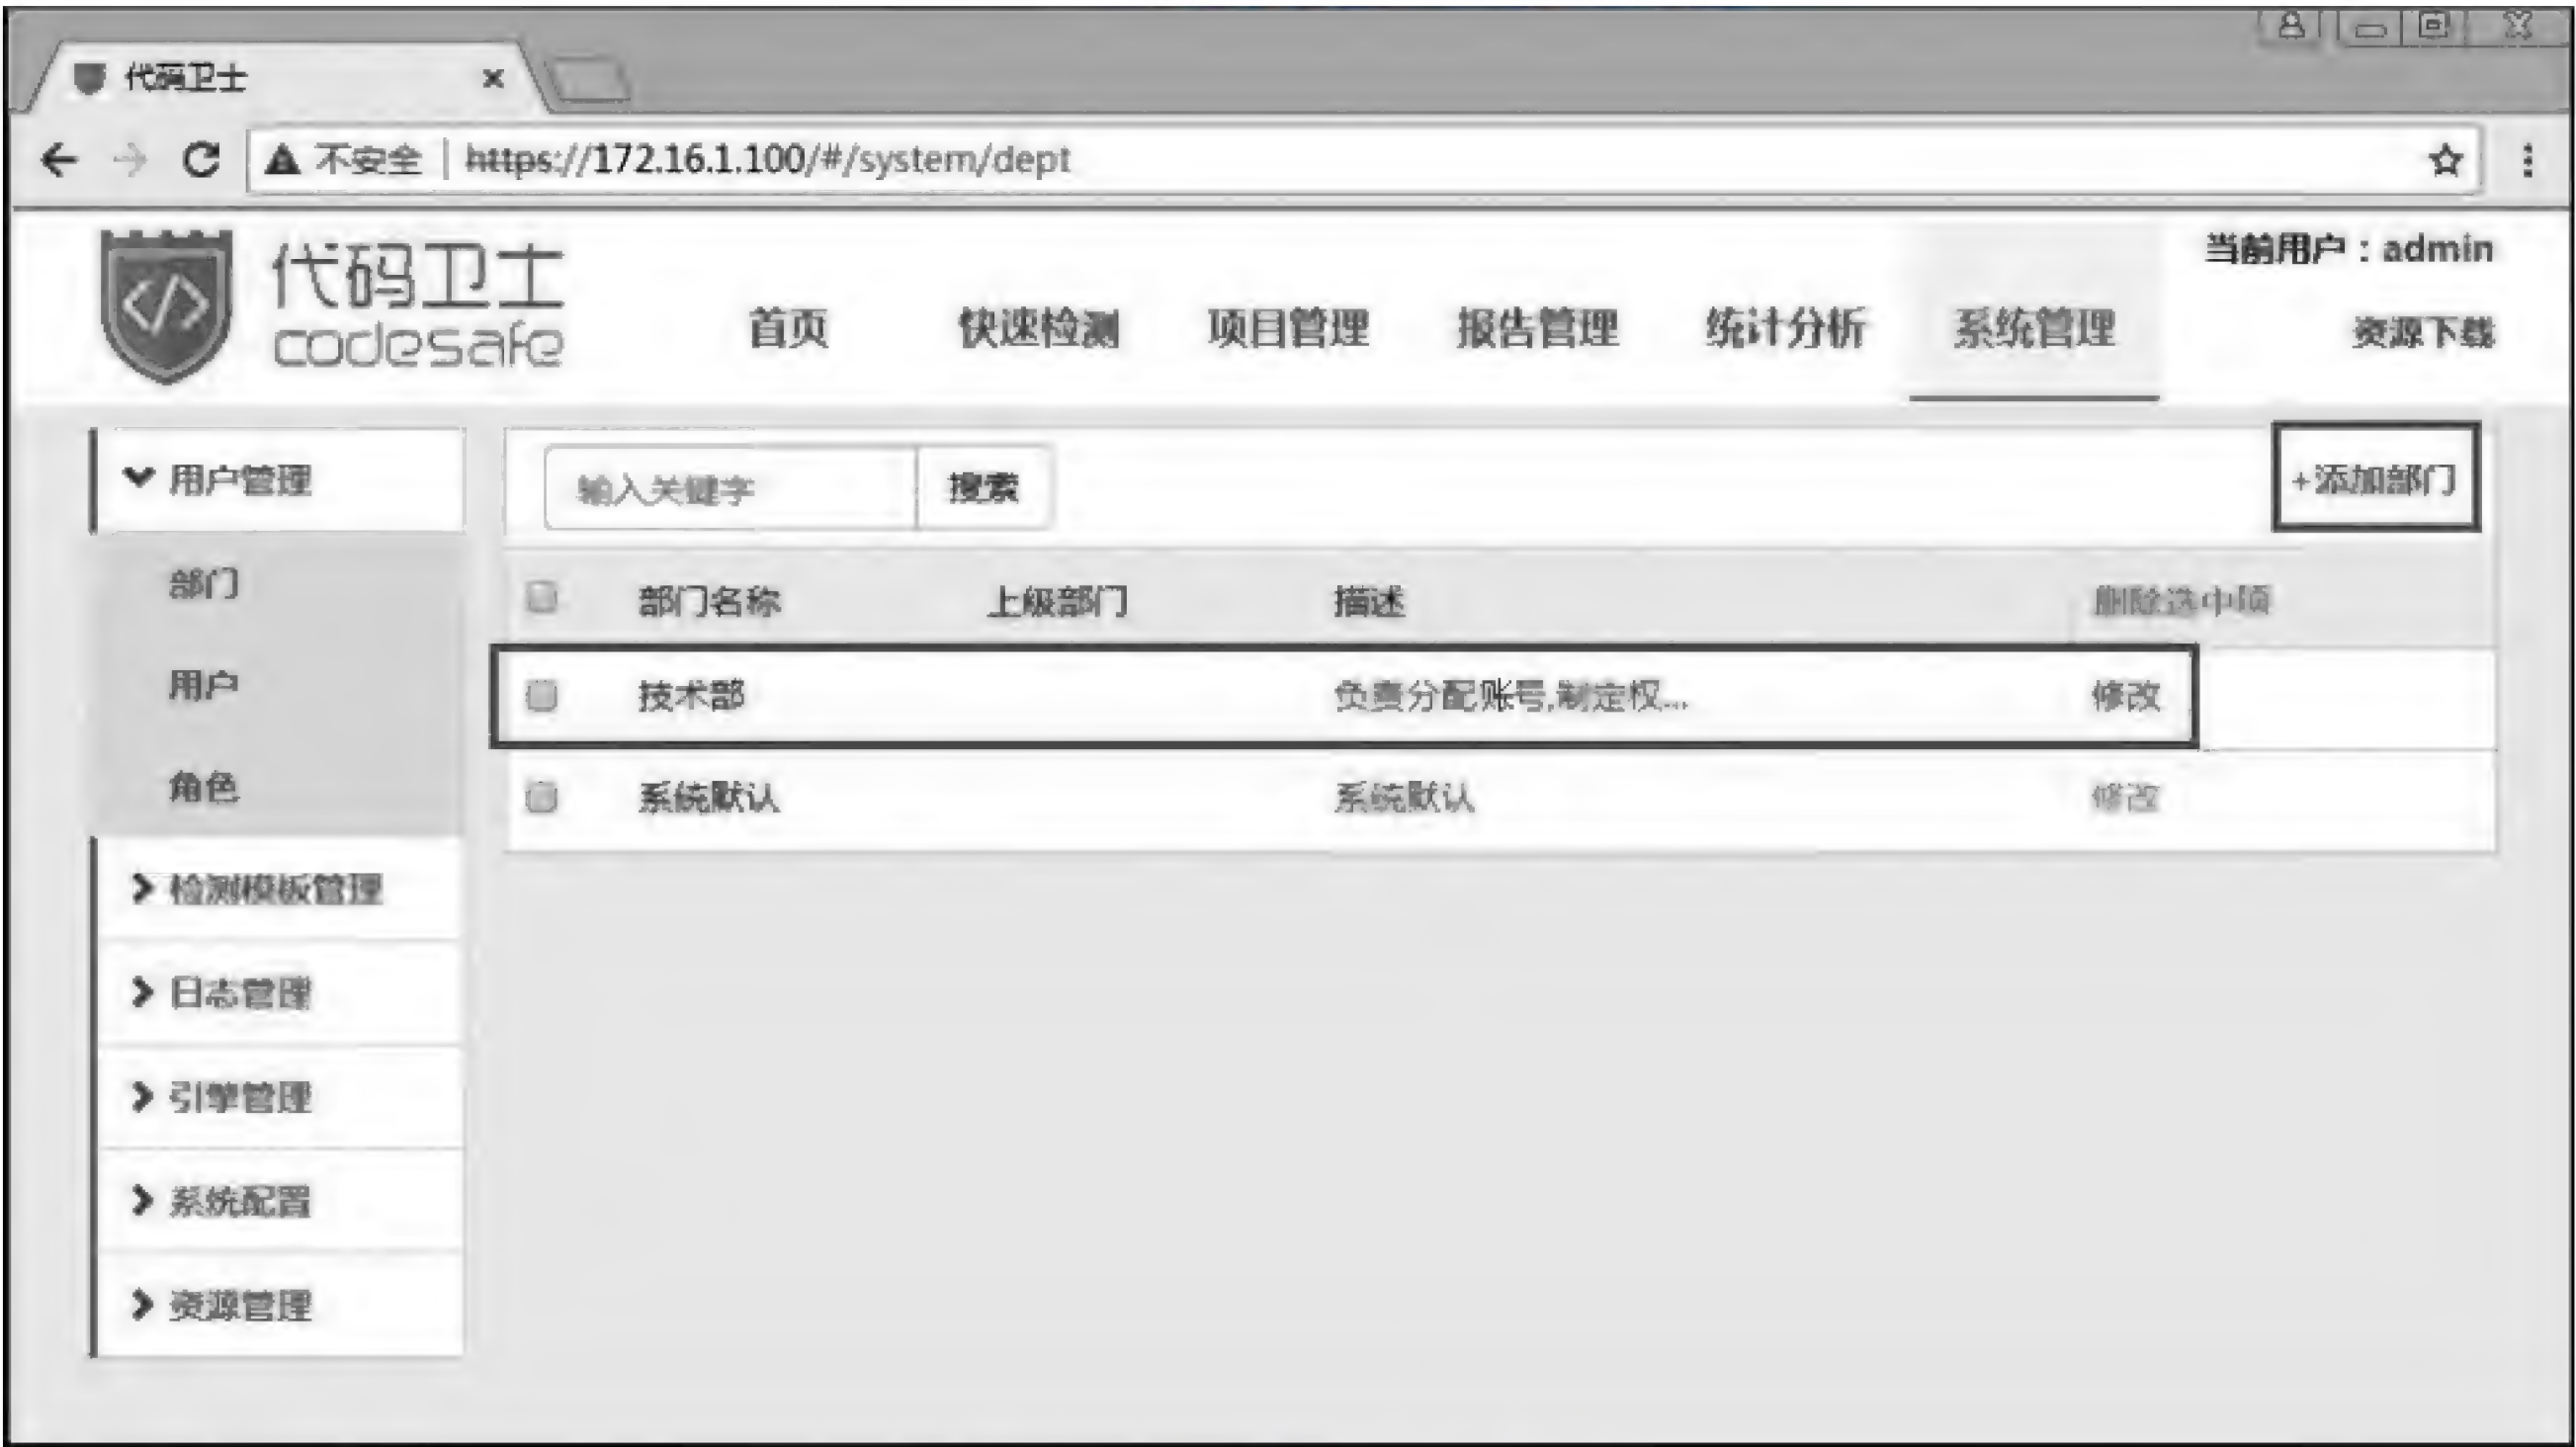 代码卫士
不安全 https://172.16.1.100/#/system/dept
代码卫士
codesafe
首页 快速检测 项目管理 报告管理 统计分析 系统管理
当前用户：admin
资源下载
用户管理
部门
用户
角色
检测模板管理
日志管理
引擎管理
系统配置
资源管理
输入关键字 搜索 +添加部门
部门名称 上级部门 描述 删除选中项
技术部 负责分配账号,制定权... 修改
系统默认 系统默认 修改